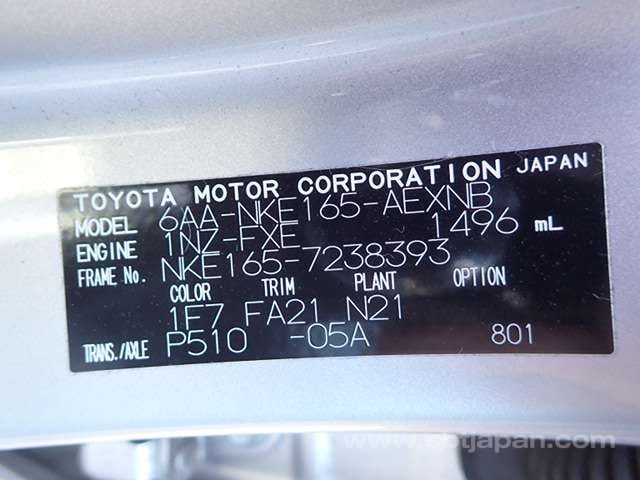 TOYOTA MOTOR CORPORATION JAPAN
MODEL 6AA-NKE165-AEXNB
ENGINE 1NZ-FXE 1496 mL
FRAME No. NKE165-7238393
COLOR TRIM PLANT OPTION
1F7 FA21 N21
TRANS./AXLE P510 -05A 801
www.sbtjapan.com